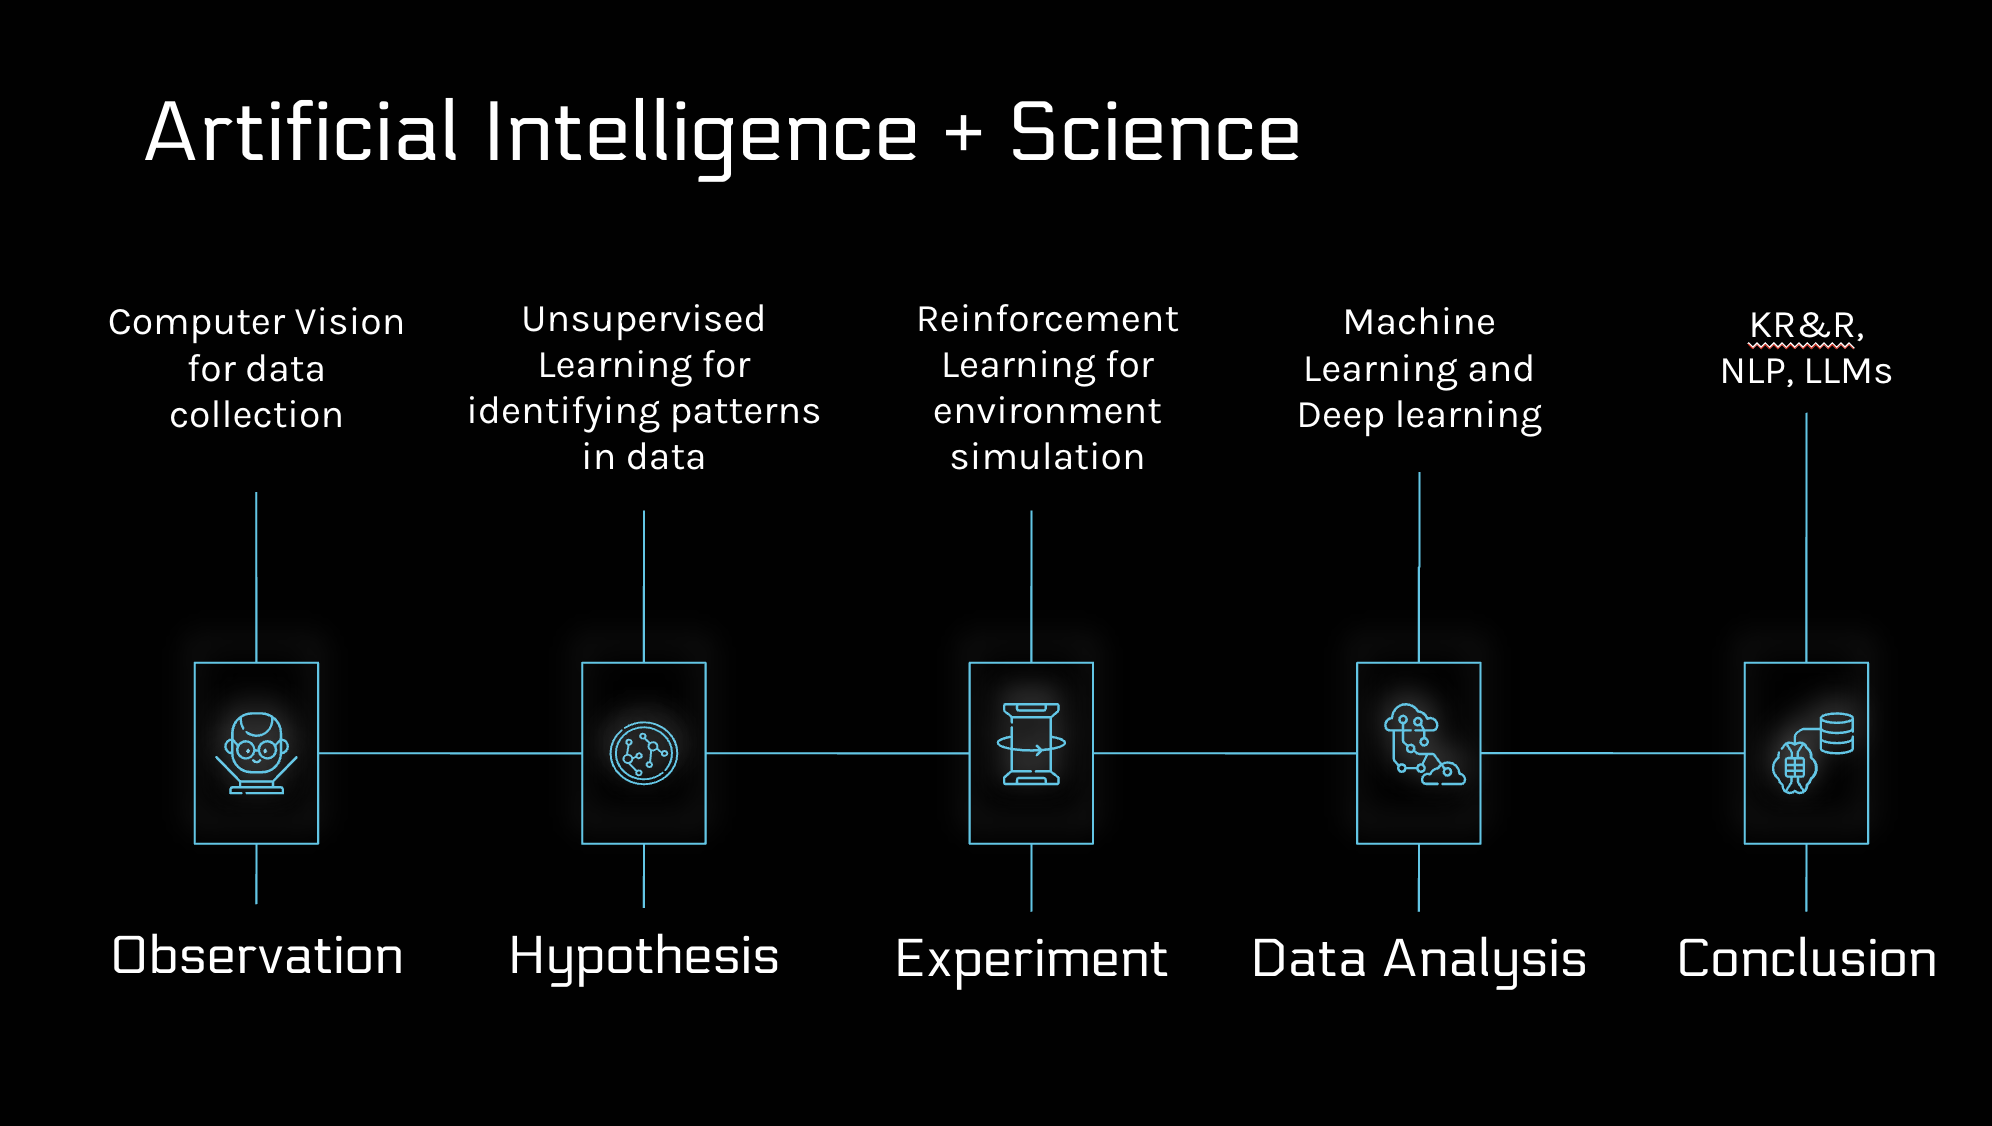 Artificial Intelligence + Science
Computer Vision
for data
collection
Unsupervised
Learning for
identifying patterns
in data
Reinforcement
Learning for
environment
simulation
Machine
Learning and
Deep learning
KR&R,
NLP, LLMs
Observation
Hypothesis
Experiment
Data Analysis
Conclusion